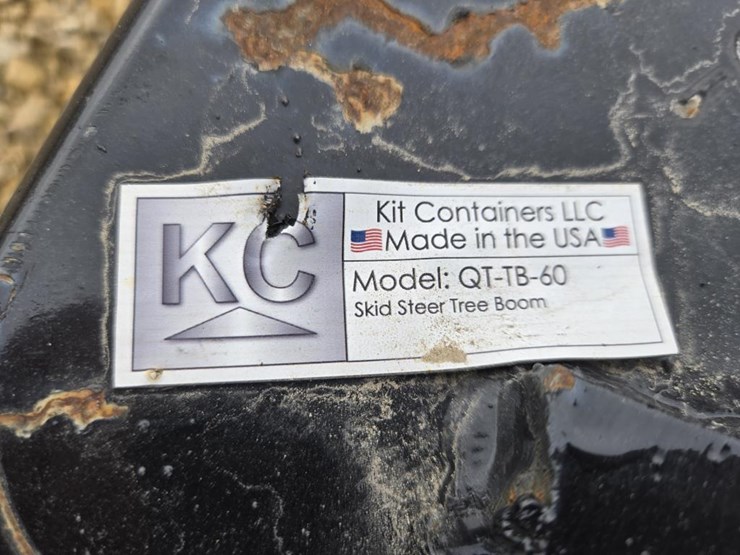 KC
Kit Containers LLC
Made in the USA
Model: QT-TB-60
Skid Steer Tree Boom